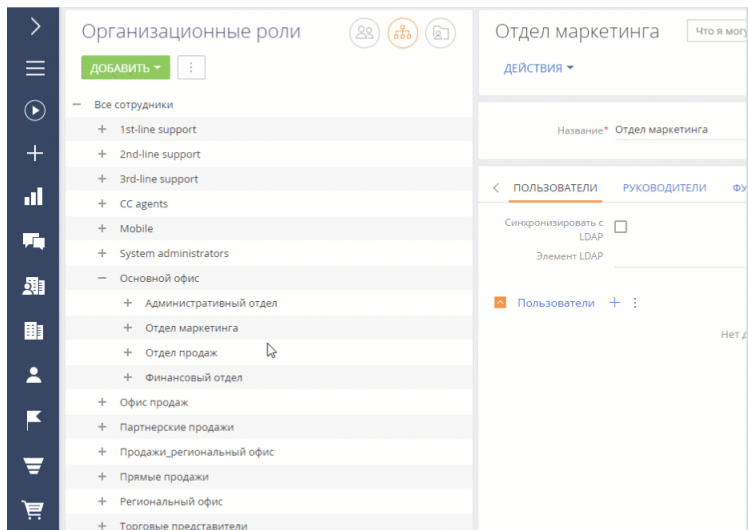 Организационные роли
ДОБАВИТЬ
Все сотрудники
1st-line support
2nd-line support
3rd-line support
CC agents
Mobile
System administrators
Основной офис
Административный отдел
Отдел маркетинга
Отдел продаж
Финансовый отдел
Офис продаж
Партнерские продажи
Продажи_региональный офис
Прямые продажи
Региональный офис
Торговые представители
Отдел маркетинга
Что я могу
ДЕЙСТВИЯ
Название* Отдел маркетинга
ПОЛЬЗОВАТЕЛИ РУКОВОДИТЕЛИ ФУ
Синхронизировать с
LDAP
Элемент LDAP
Пользователи
Нет д